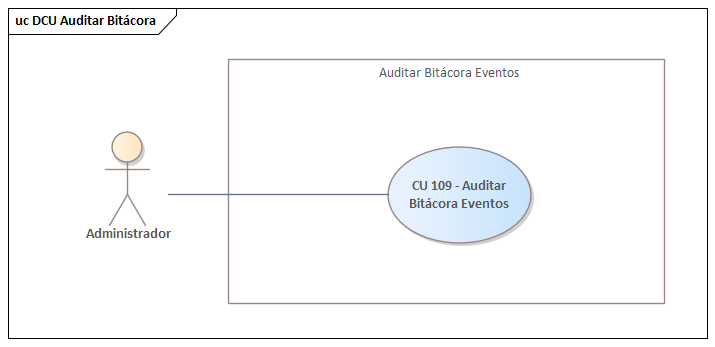 uc DCU Auditar Bitácora
Auditar Bitácora Eventos
CU 109 - Auditar
Bitácora Eventos
Administrador